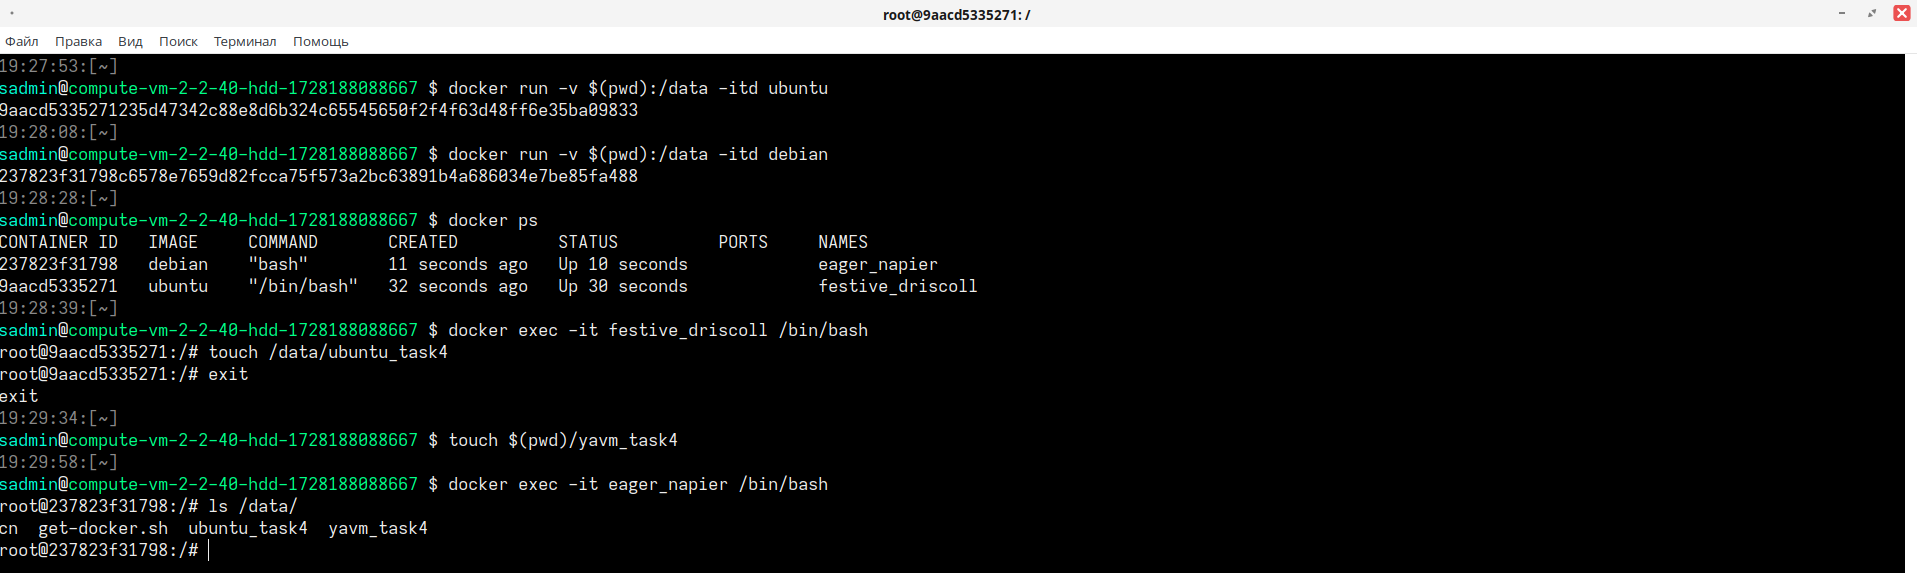 root@9aacd5335271: /
Файл Правка Вид Поиск Терминал Помощь
19:27:53:[~]
sadmin@compute-vm-2-2-40-hdd-1728188088667 $ docker run -v $(pwd):/data -itd ubuntu
9aacd5335271235d47342c88e8d6b324c65545650f2f4f63d48ff6e35ba09833
19:28:08:[~]
sadmin@compute-vm-2-2-40-hdd-1728188088667 $ docker run -v $(pwd):/data -itd debian
237823f31798c6578e7659d82fcca75f573a2bc63891b4a686034e7be85fa488
19:28:28:[~]
sadmin@compute-vm-2-2-40-hdd-1728188088667 $ docker ps
CONTAINER ID   IMAGE     COMMAND       CREATED          STATUS          PORTS     NAMES
237823f31798   debian    "bash"        11 seconds ago   Up 10 seconds             eager_napier
9aacd5335271   ubuntu    "/bin/bash"   32 seconds ago   Up 30 seconds             festive_driscoll
19:28:39:[~]
sadmin@compute-vm-2-2-40-hdd-1728188088667 $ docker exec -it festive_driscoll /bin/bash
root@9aacd5335271:/# touch /data/ubuntu_task4
root@9aacd5335271:/# exit
exit
19:29:34:[~]
sadmin@compute-vm-2-2-40-hdd-1728188088667 $ touch $(pwd)/yavm_task4
19:29:58:[~]
sadmin@compute-vm-2-2-40-hdd-1728188088667 $ docker exec -it eager_napier /bin/bash
root@237823f31798:/# ls /data/
cn  get-docker.sh  ubuntu_task4  yavm_task4
root@237823f31798:/#